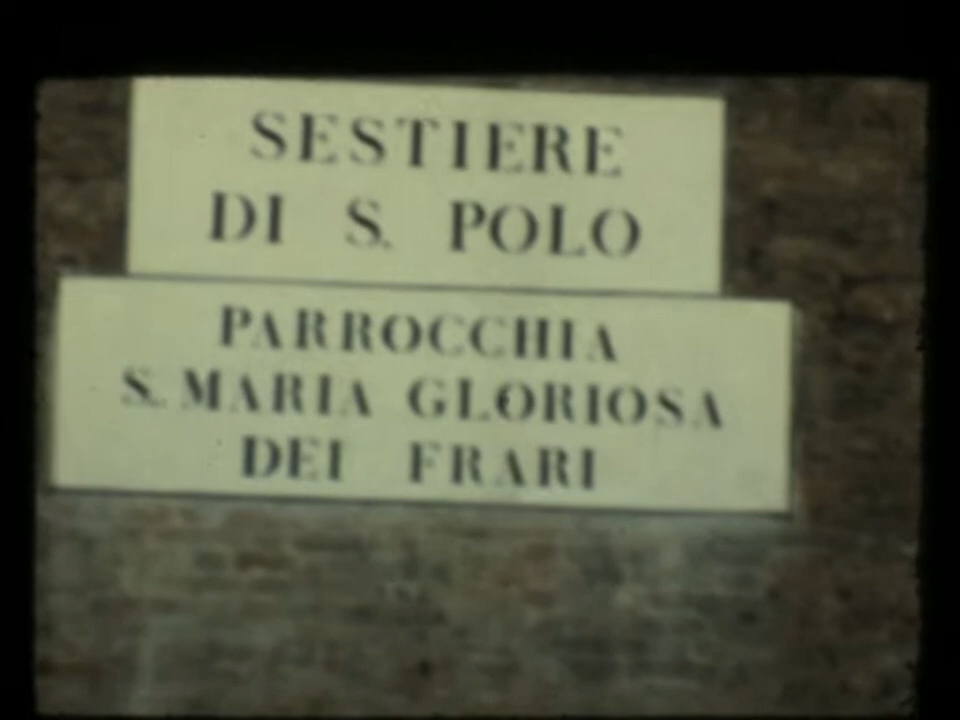 SESTIERE
DI S. POLO
PARROCCHIA
S. MARIA GLORIOSA
DEI FRARI